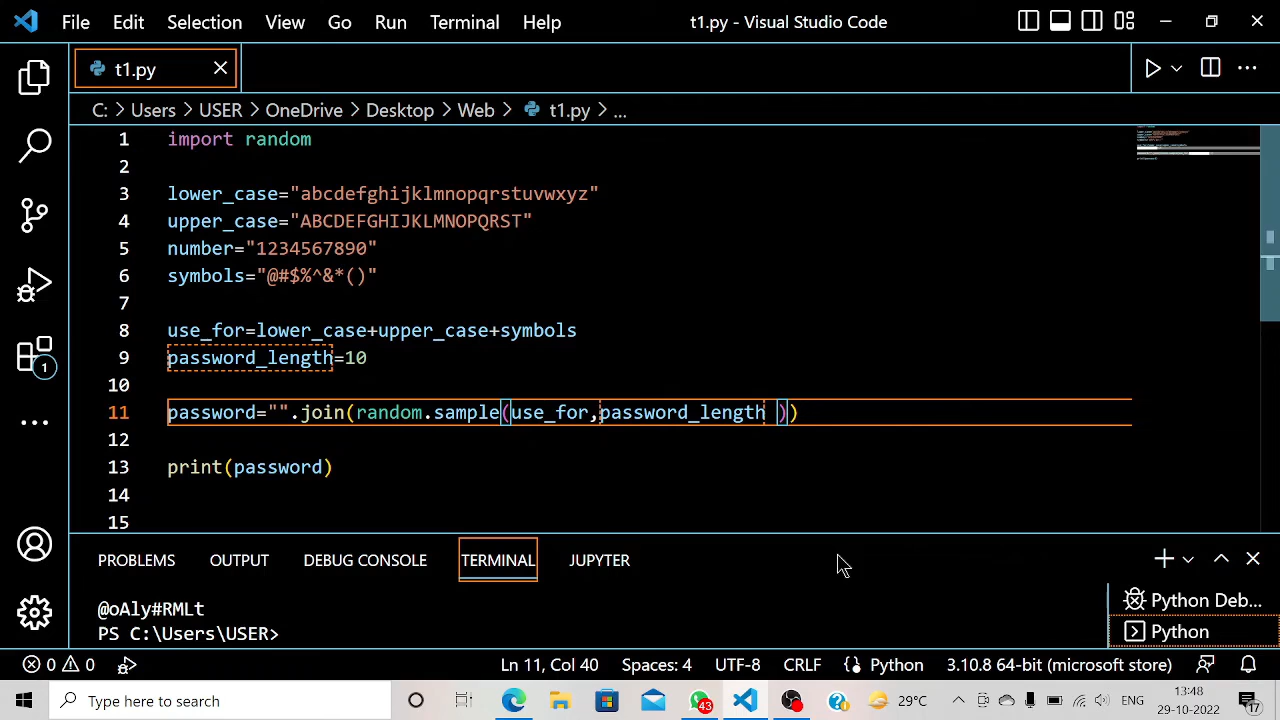 File Edit Selection View Go Run Terminal Help t1.py - Visual Studio Code
t1.py
C: > Users > USER > OneDrive > Desktop > Web > t1.py > ...
1 import random
2
3 lower_case="abcdefghijklmnopqrstuvwxyz"
4 upper_case="ABCDEFGHIJKLMNOPQRST"
5 number="1234567890"
6 symbols="@#$%^&*()"
7
8 use_for=lower_case+upper_case+symbols
9 password_length=10
10
11 password="".join(random.sample(use_for,password_length ))
12
13 print(password)
14
15
1
PROBLEMS OUTPUT DEBUG CONSOLE TERMINAL JUPYTER
@oAly#RMLt
PS C:\Users\USER>
Python Deb...
Python
0 0 Ln 11, Col 40 Spaces: 4 UTF-8 CRLF Python 3.10.8 64-bit (microsoft store)
Type here to search 43 29°C ENG 13:48
29-10-2022 17